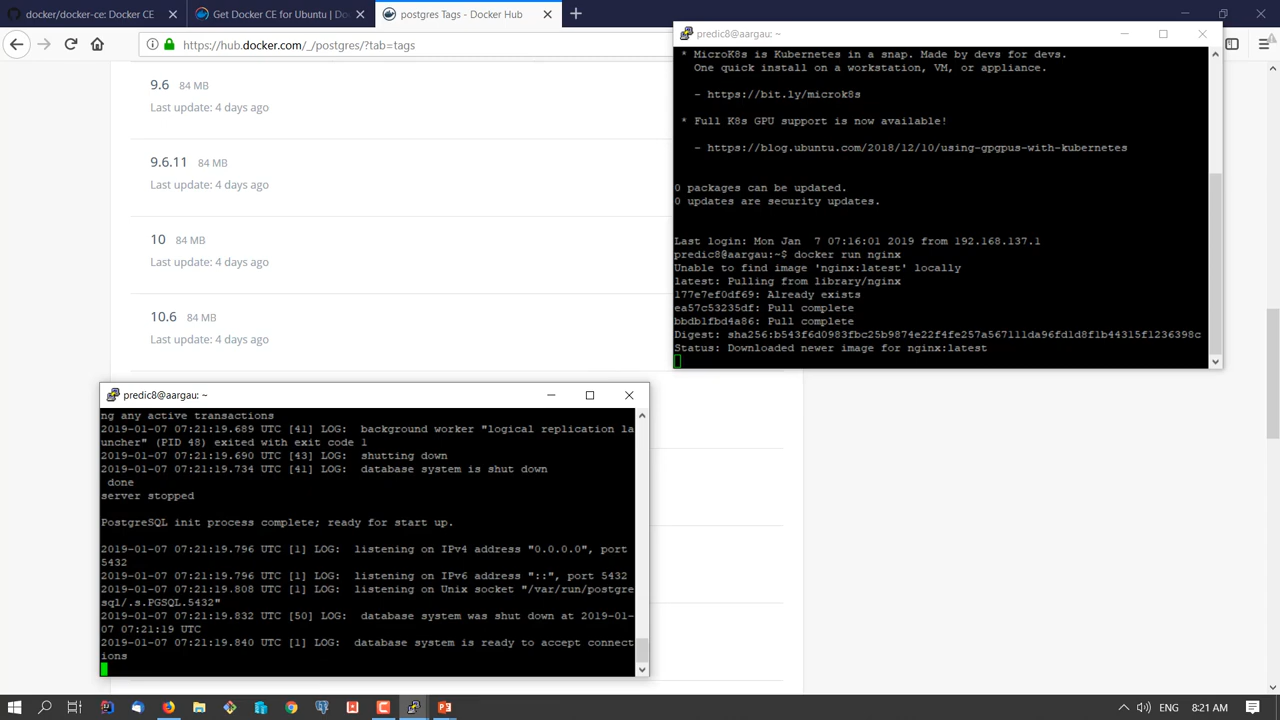 docker/docker-ce: Docker CE
Get Docker CE for Ubuntu | Do
postgres Tags - Docker Hub
https://hub.docker.com/_/postgres/?tab=tags
9.6 84 MB
Last update: 4 days ago
9.6.11 84 MB
Last update: 4 days ago
10 84 MB
Last update: 4 days ago
10.6 84 MB
Last update: 4 days ago
predic8@aargau: ~
* MicroK8s is Kubernetes in a snap. Made by devs for devs.
One quick install on a workstation, VM, or appliance.
- https://bit.ly/microk8s
* Full K8s GPU support is now available!
- https://blog.ubuntu.com/2018/12/10/using-gpgpus-with-kubernetes
0 packages can be updated.
0 updates are security updates.
Last login: Mon Jan  7 07:16:01 2019 from 192.168.137.1
predic8@aargau:~$ docker run nginx
Unable to find image 'nginx:latest' locally
latest: Pulling from library/nginx
177e7ef0df69: Already exists
ea57c53235df: Pull complete
bbdb1fbd4a86: Pull complete
Digest: sha256:b543f6d0983fbc25b9874e22f4fe257a567111da96fd1d8f1b44315f1236398c
Status: Downloaded newer image for nginx:latest
predic8@aargau: ~
ng any active transactions
2019-01-07 07:21:19.689 UTC [41] LOG:  background worker "logical replication la
uncher" (PID 48) exited with exit code 1
2019-01-07 07:21:19.690 UTC [43] LOG:  shutting down
2019-01-07 07:21:19.734 UTC [41] LOG:  database system is shut down
done
server stopped
PostgreSQL init process complete; ready for start up.
2019-01-07 07:21:19.796 UTC [1] LOG:  listening on IPv4 address "0.0.0.0", port
5432
2019-01-07 07:21:19.796 UTC [1] LOG:  listening on IPv6 address "::", port 5432
2019-01-07 07:21:19.808 UTC [1] LOG:  listening on Unix socket "/var/run/postgre
sql/.s.PGSQL.5432"
2019-01-07 07:21:19.832 UTC [50] LOG:  database system was shut down at 2019-01-
07 07:21:19 UTC
2019-01-07 07:21:19.840 UTC [1] LOG:  database system is ready to accept connect
ions
ENG 8:21 AM